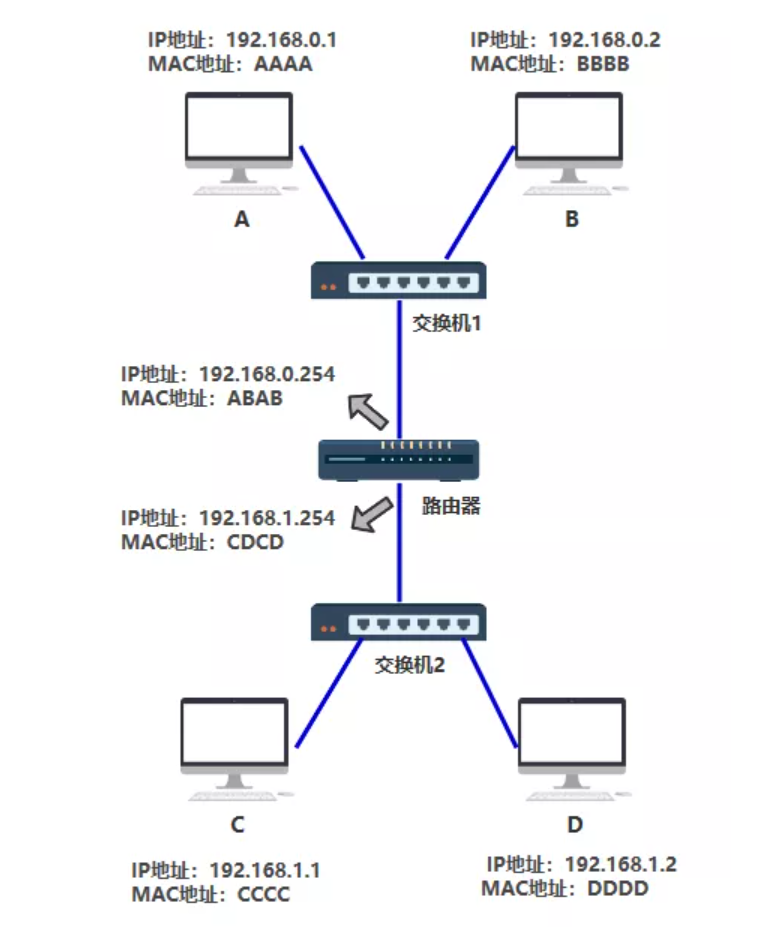 IP地址：192.168.0.1
MAC地址：AAAA
IP地址：192.168.0.2
MAC地址：BBBB
A
B
交换机1
IP地址：192.168.0.254
MAC地址：ABAB
路由器
IP地址：192.168.1.254
MAC地址：CDCD
交换机2
C
D
IP地址：192.168.1.1
MAC地址：CCCC
IP地址：192.168.1.2
MAC地址：DDDD